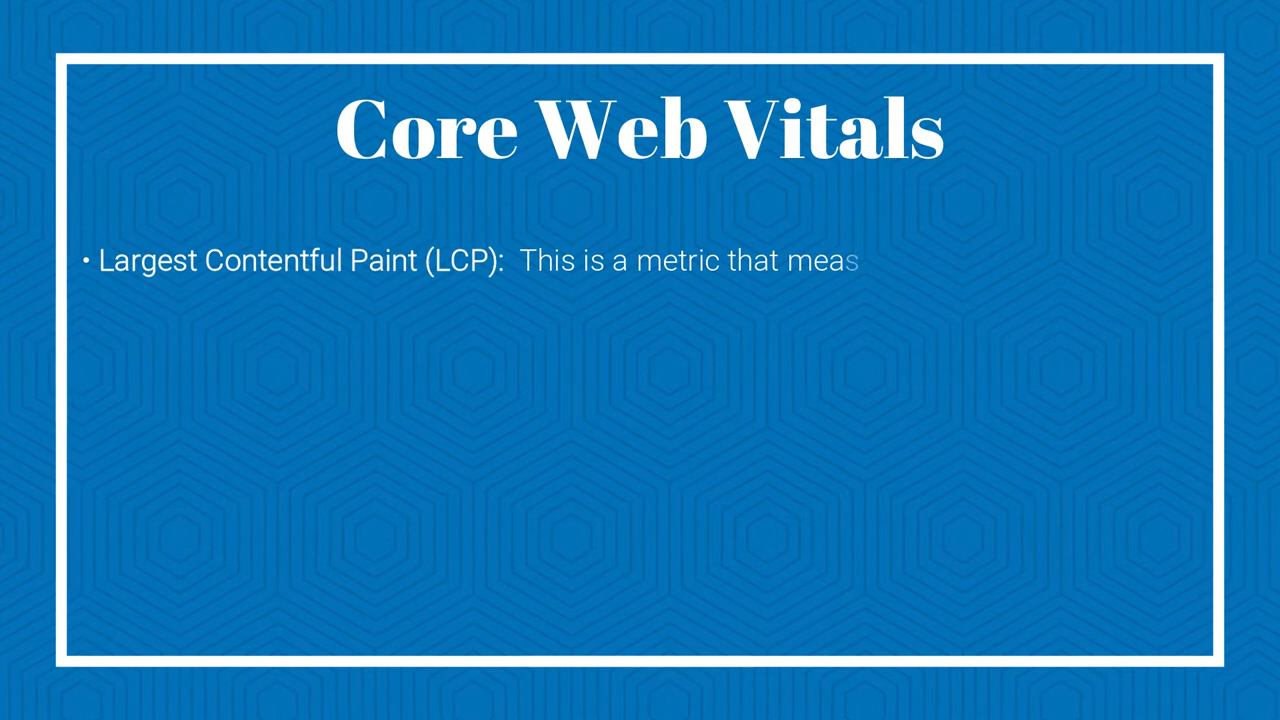 Core Web Vitals
• Largest Contentful Paint (LCP): This is a metric that meas